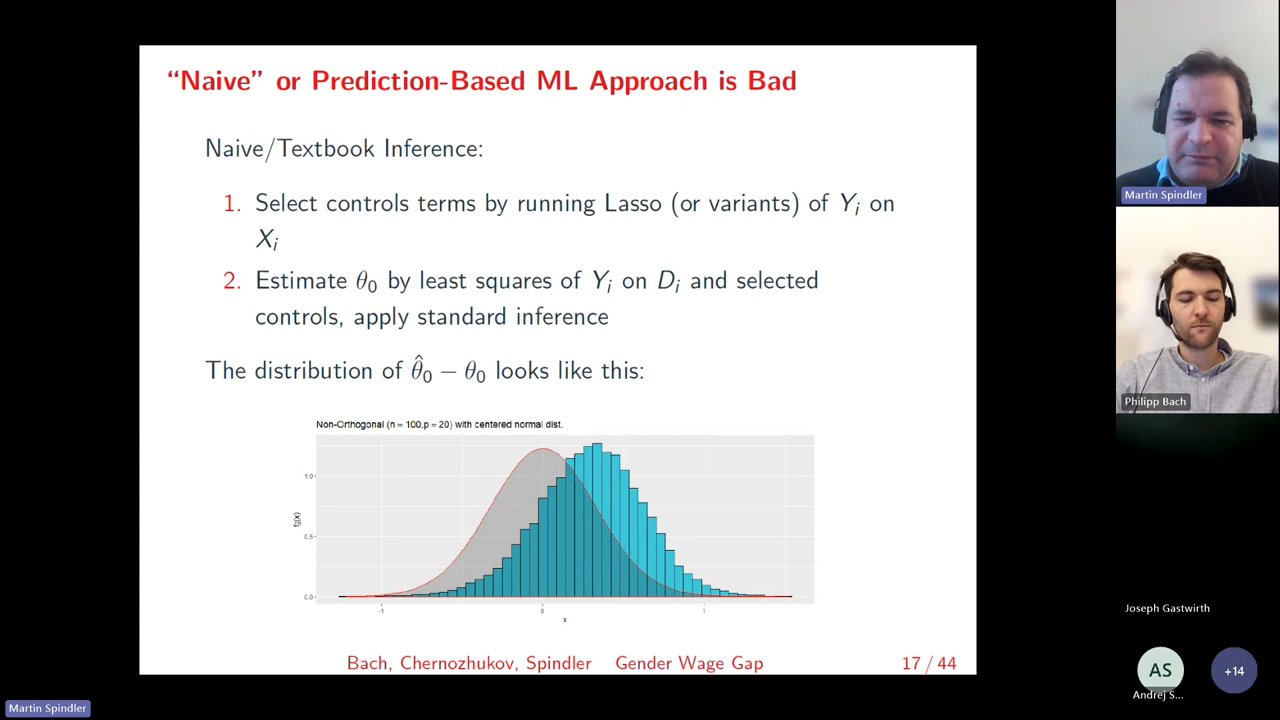 “Naive” or Prediction-Based ML Approach is Bad
Naive/Textbook Inference:
1. Select controls terms by running Lasso (or variants) of Yᵢ on
Xᵢ
2. Estimate θ₀ by least squares of Yᵢ on Dᵢ and selected
controls, apply standard inference
The distribution of θ̂₀ − θ₀ looks like this:
Non-Orthogonal (n = 100,p = 20) with centered normal dist.
1.0
0.5
0.0
-1
0
1
x
Bach, Chernozhukov, Spindler Gender Wage Gap 17 / 44
Martin Spindler
Philipp Bach
Joseph Gastwirth
AS
Andrej S...
+14
Martin Spindler